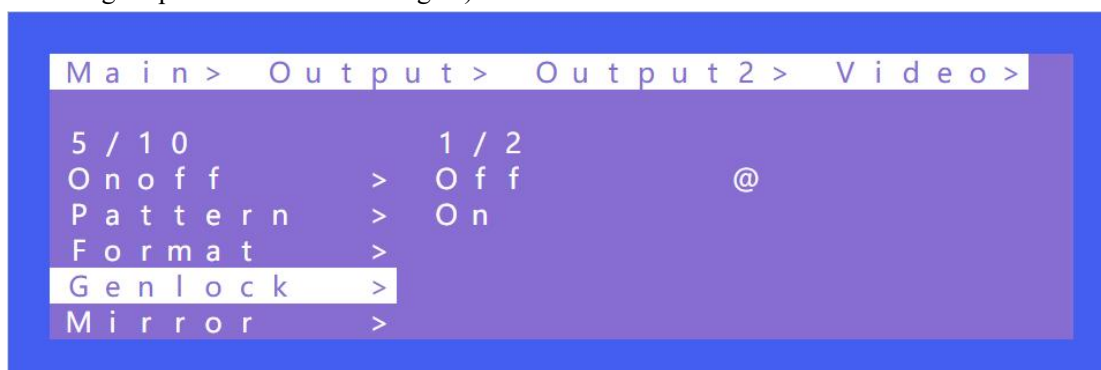 Main> Output> Output2> Video>
5/10 1/2
Onoff > Off @
Pattern > On
Format >
Genlock >
Mirror >